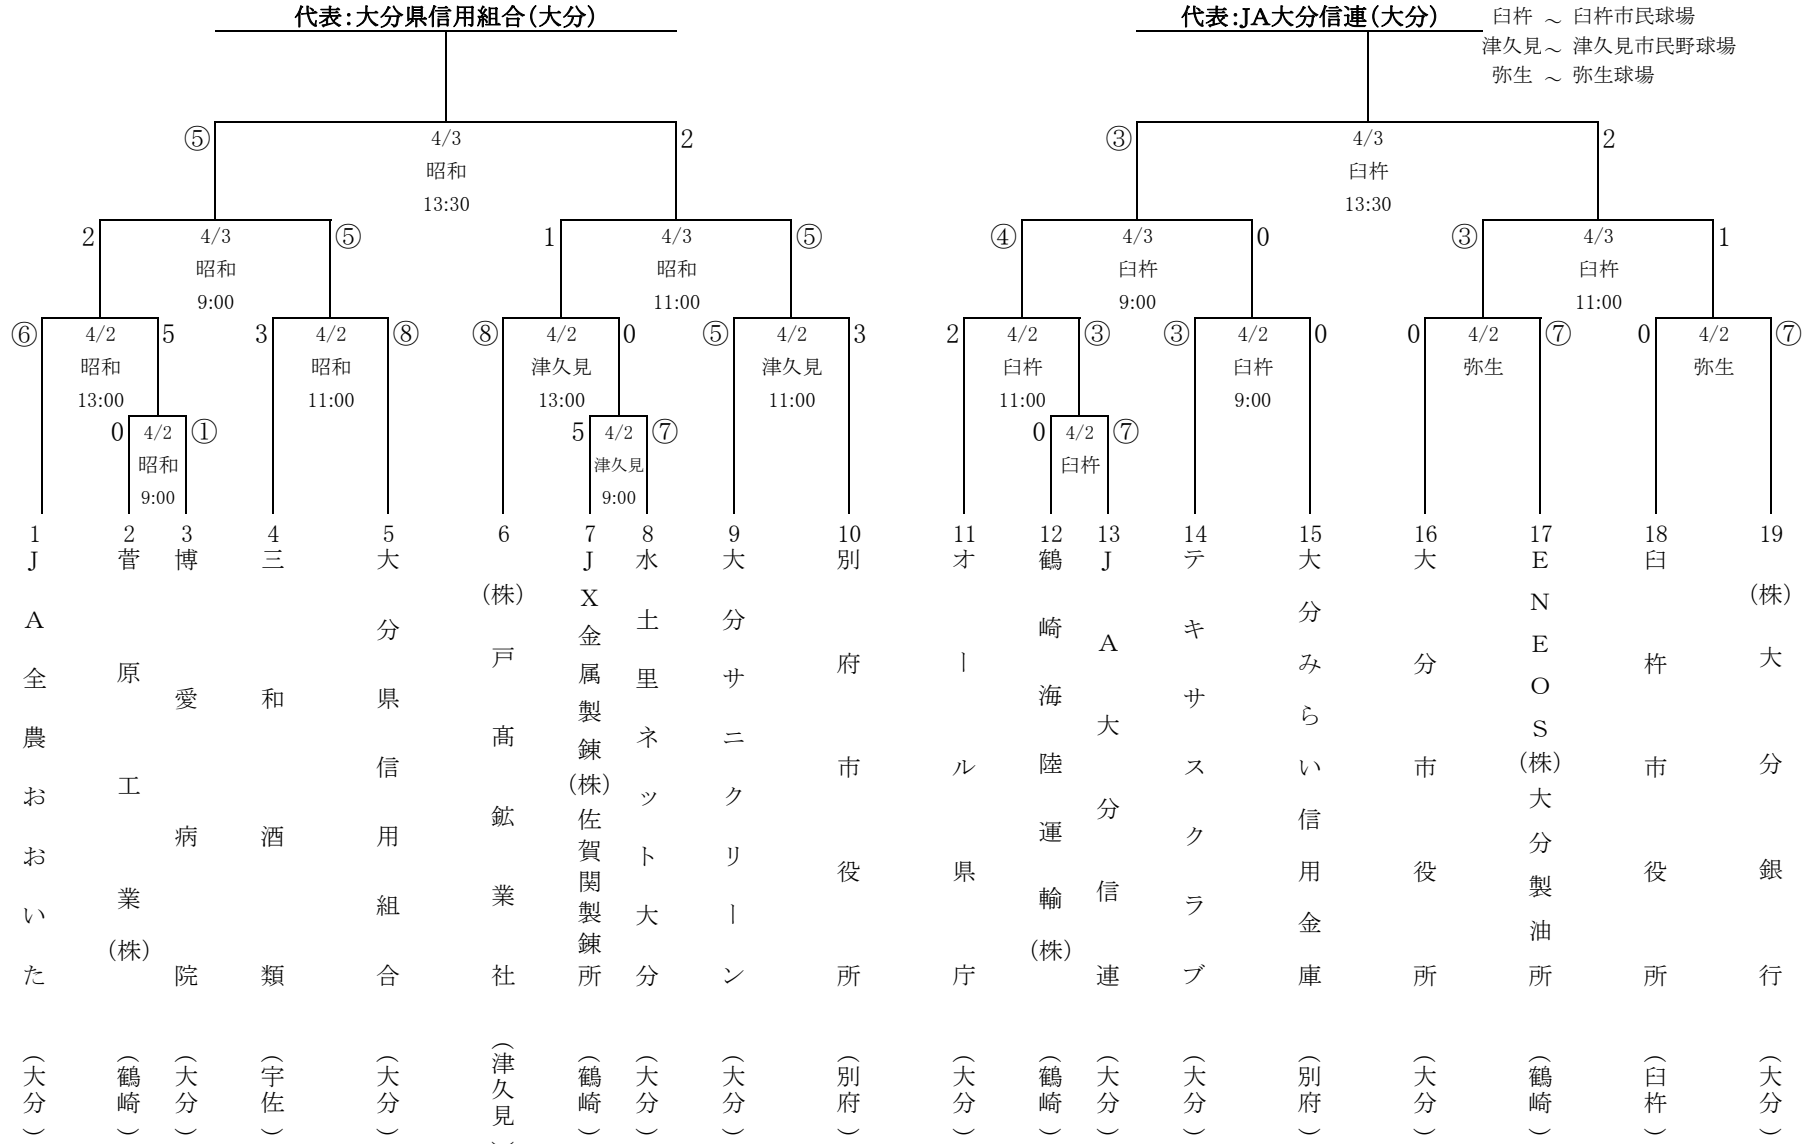 代表：大分県信用組合（大分）
代表：JA大分信連（大分）
臼杵 ～ 臼杵市民球場
津久見～ 津久見市民野球場
弥生 ～ 弥生球場
⑤ 4/3 2
昭和
13:30
③ 4/3 2
臼杵
13:30
2 4/3 ⑤
昭和
9:00
1 4/3 ⑤
昭和
11:00
④ 4/3 0
臼杵
9:00
③ 4/3 1
臼杵
11:00
⑥ 4/2 5
昭和
13:00
3 4/2 ⑧
昭和
11:00
⑧ 4/2 0
津久見
13:00
⑤ 4/2 3
津久見
11:00
2 4/2 ③
臼杵
11:00
③ 4/2 0
臼杵
9:00
0 4/2 ⑦
弥生
0 4/2 ⑦
弥生
0 4/2 ①
昭和
9:00
5 4/2 ⑦
津久見
9:00
0 4/2 ⑦
臼杵
1
ＪＡ全農おおいた
（大分）
2
菅原工業（株）
（鶴崎）
3
博愛病院
（大分）
4
三和酒類
（宇佐）
5
大分県信用組合
（大分）
6
（株）戸髙鉱業社
（津久見）
7
ＪＸ金属製錬（株）佐賀関製錬所
（鶴崎）
8
水土里ネット大分
（大分）
9
大分サニクリーン
（大分）
10
別府市役所
（別府）
11
オール県庁
（大分）
12
鶴崎海陸運輸（株）
（鶴崎）
13
ＪＡ大分信連
（大分）
14
テキサスクラブ
（大分）
15
大分みらい信用金庫
（別府）
16
大分市役所
（大分）
17
ＥＮＥＯＳ（株）大分製油所
（鶴崎）
18
臼杵市役所
（臼杵）
19
（株）大分銀行
（大分）